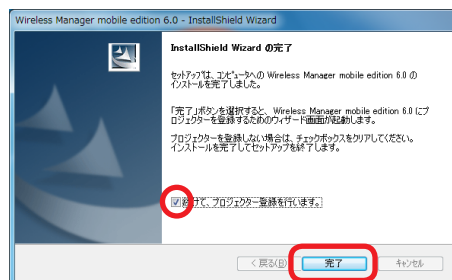 Wireless Manager mobile edition 6.0 - InstallShield Wizard
InstallShield Wizard の完了
セットアップは、コンピュータへの Wireless Manager mobile edition 6.0 の
インストールを完了しました。
「完了」ボタンを選択すると、Wireless Manager mobile edition 6.0 にプ
ロジェクターを登録するためのウィザード画面が起動します。
プロジェクターを登録しない場合は、チェックボックスをクリアしてください。
インストールを完了してセットアップを終了します。
続けて、プロジェクター登録を行います。
< 戻る(B)
完了
キャンセル